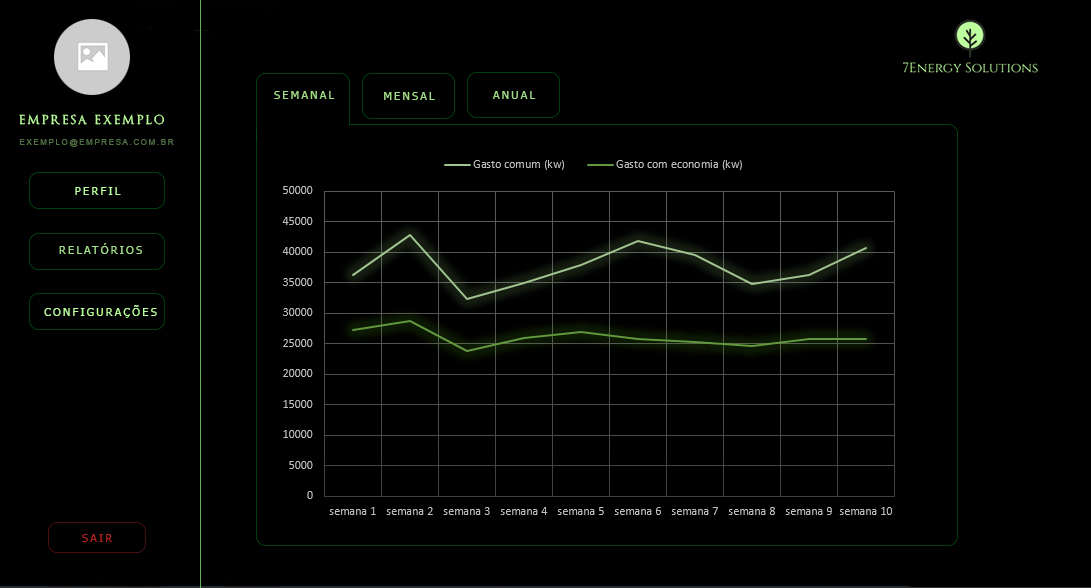 EMPRESA EXEMPLO
EXEMPLO@EMPRESA.COM.BR
PERFIL
RELATÓRIOS
CONFIGURAÇÕES
SAIR
7ENERGY SOLUTIONS
SEMANAL MENSAL ANUAL
Gasto comum (kw) Gasto com economia (kw)
50000
45000
40000
35000
30000
25000
20000
15000
10000
5000
0
semana 1 semana 2 semana 3 semana 4 semana 5 semana 6 semana 7 semana 8 semana 9 semana 10